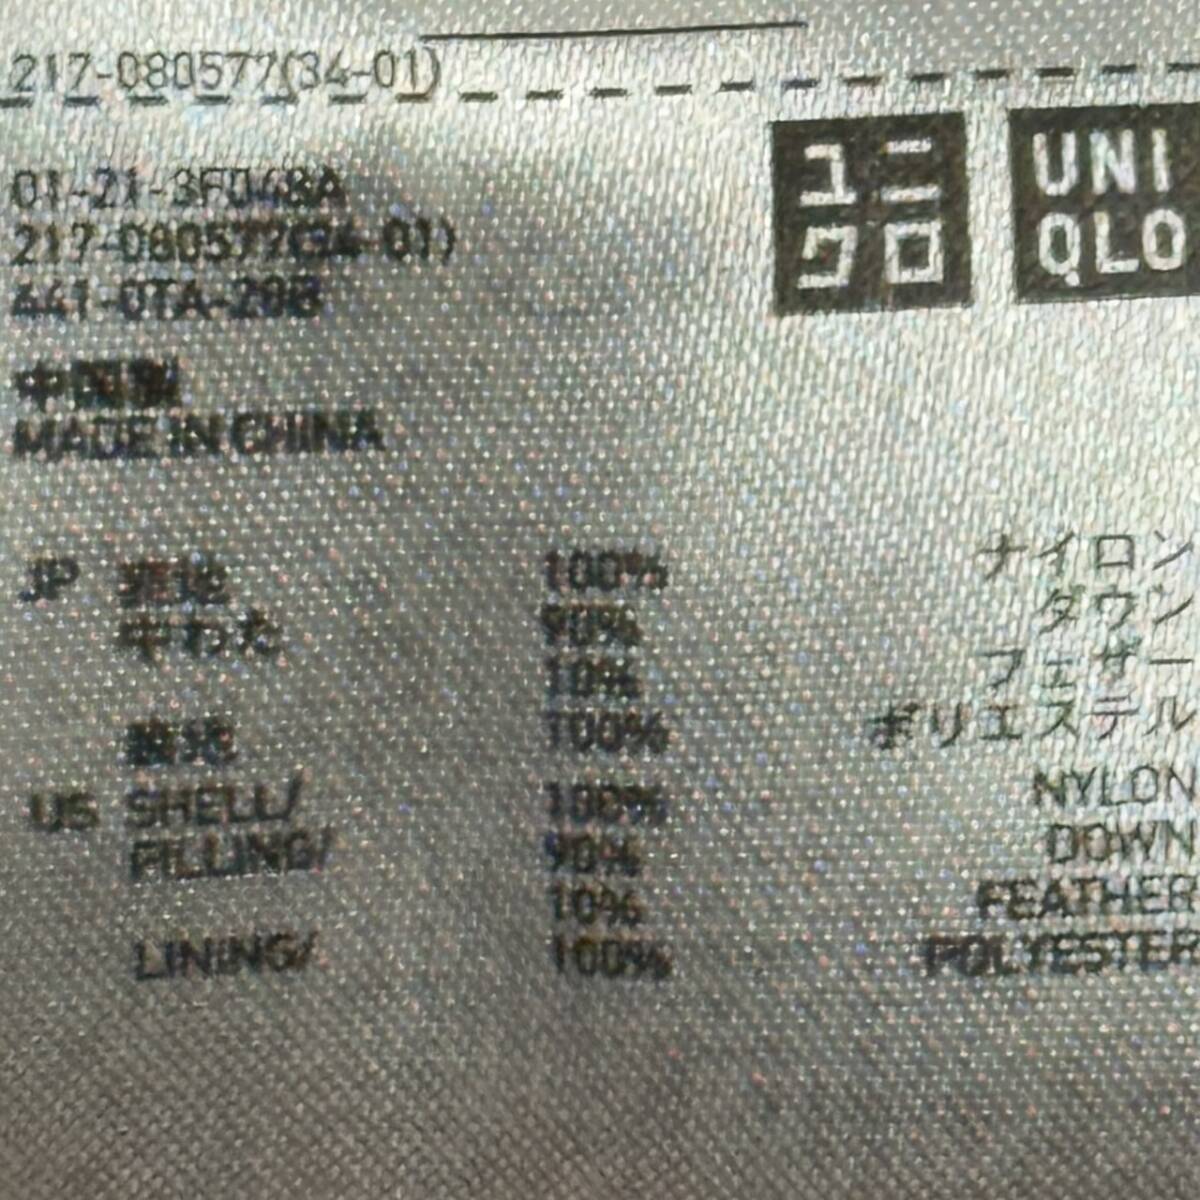 217-080577(34-01)
ユニ
クロ
UNI
QLO
01-21-3F048A
217-080577(34-01)
441-0TA-20B
中国製
MADE IN CHINA
JP 表地 100% ナイロン
中わた 90% ダウン
10% フェザー
裏地 100% ポリエステル
US SHELL/ 100% NYLON
FILLING/ 90% DOWN
10% FEATHER
LINING/ 100% POLYESTER